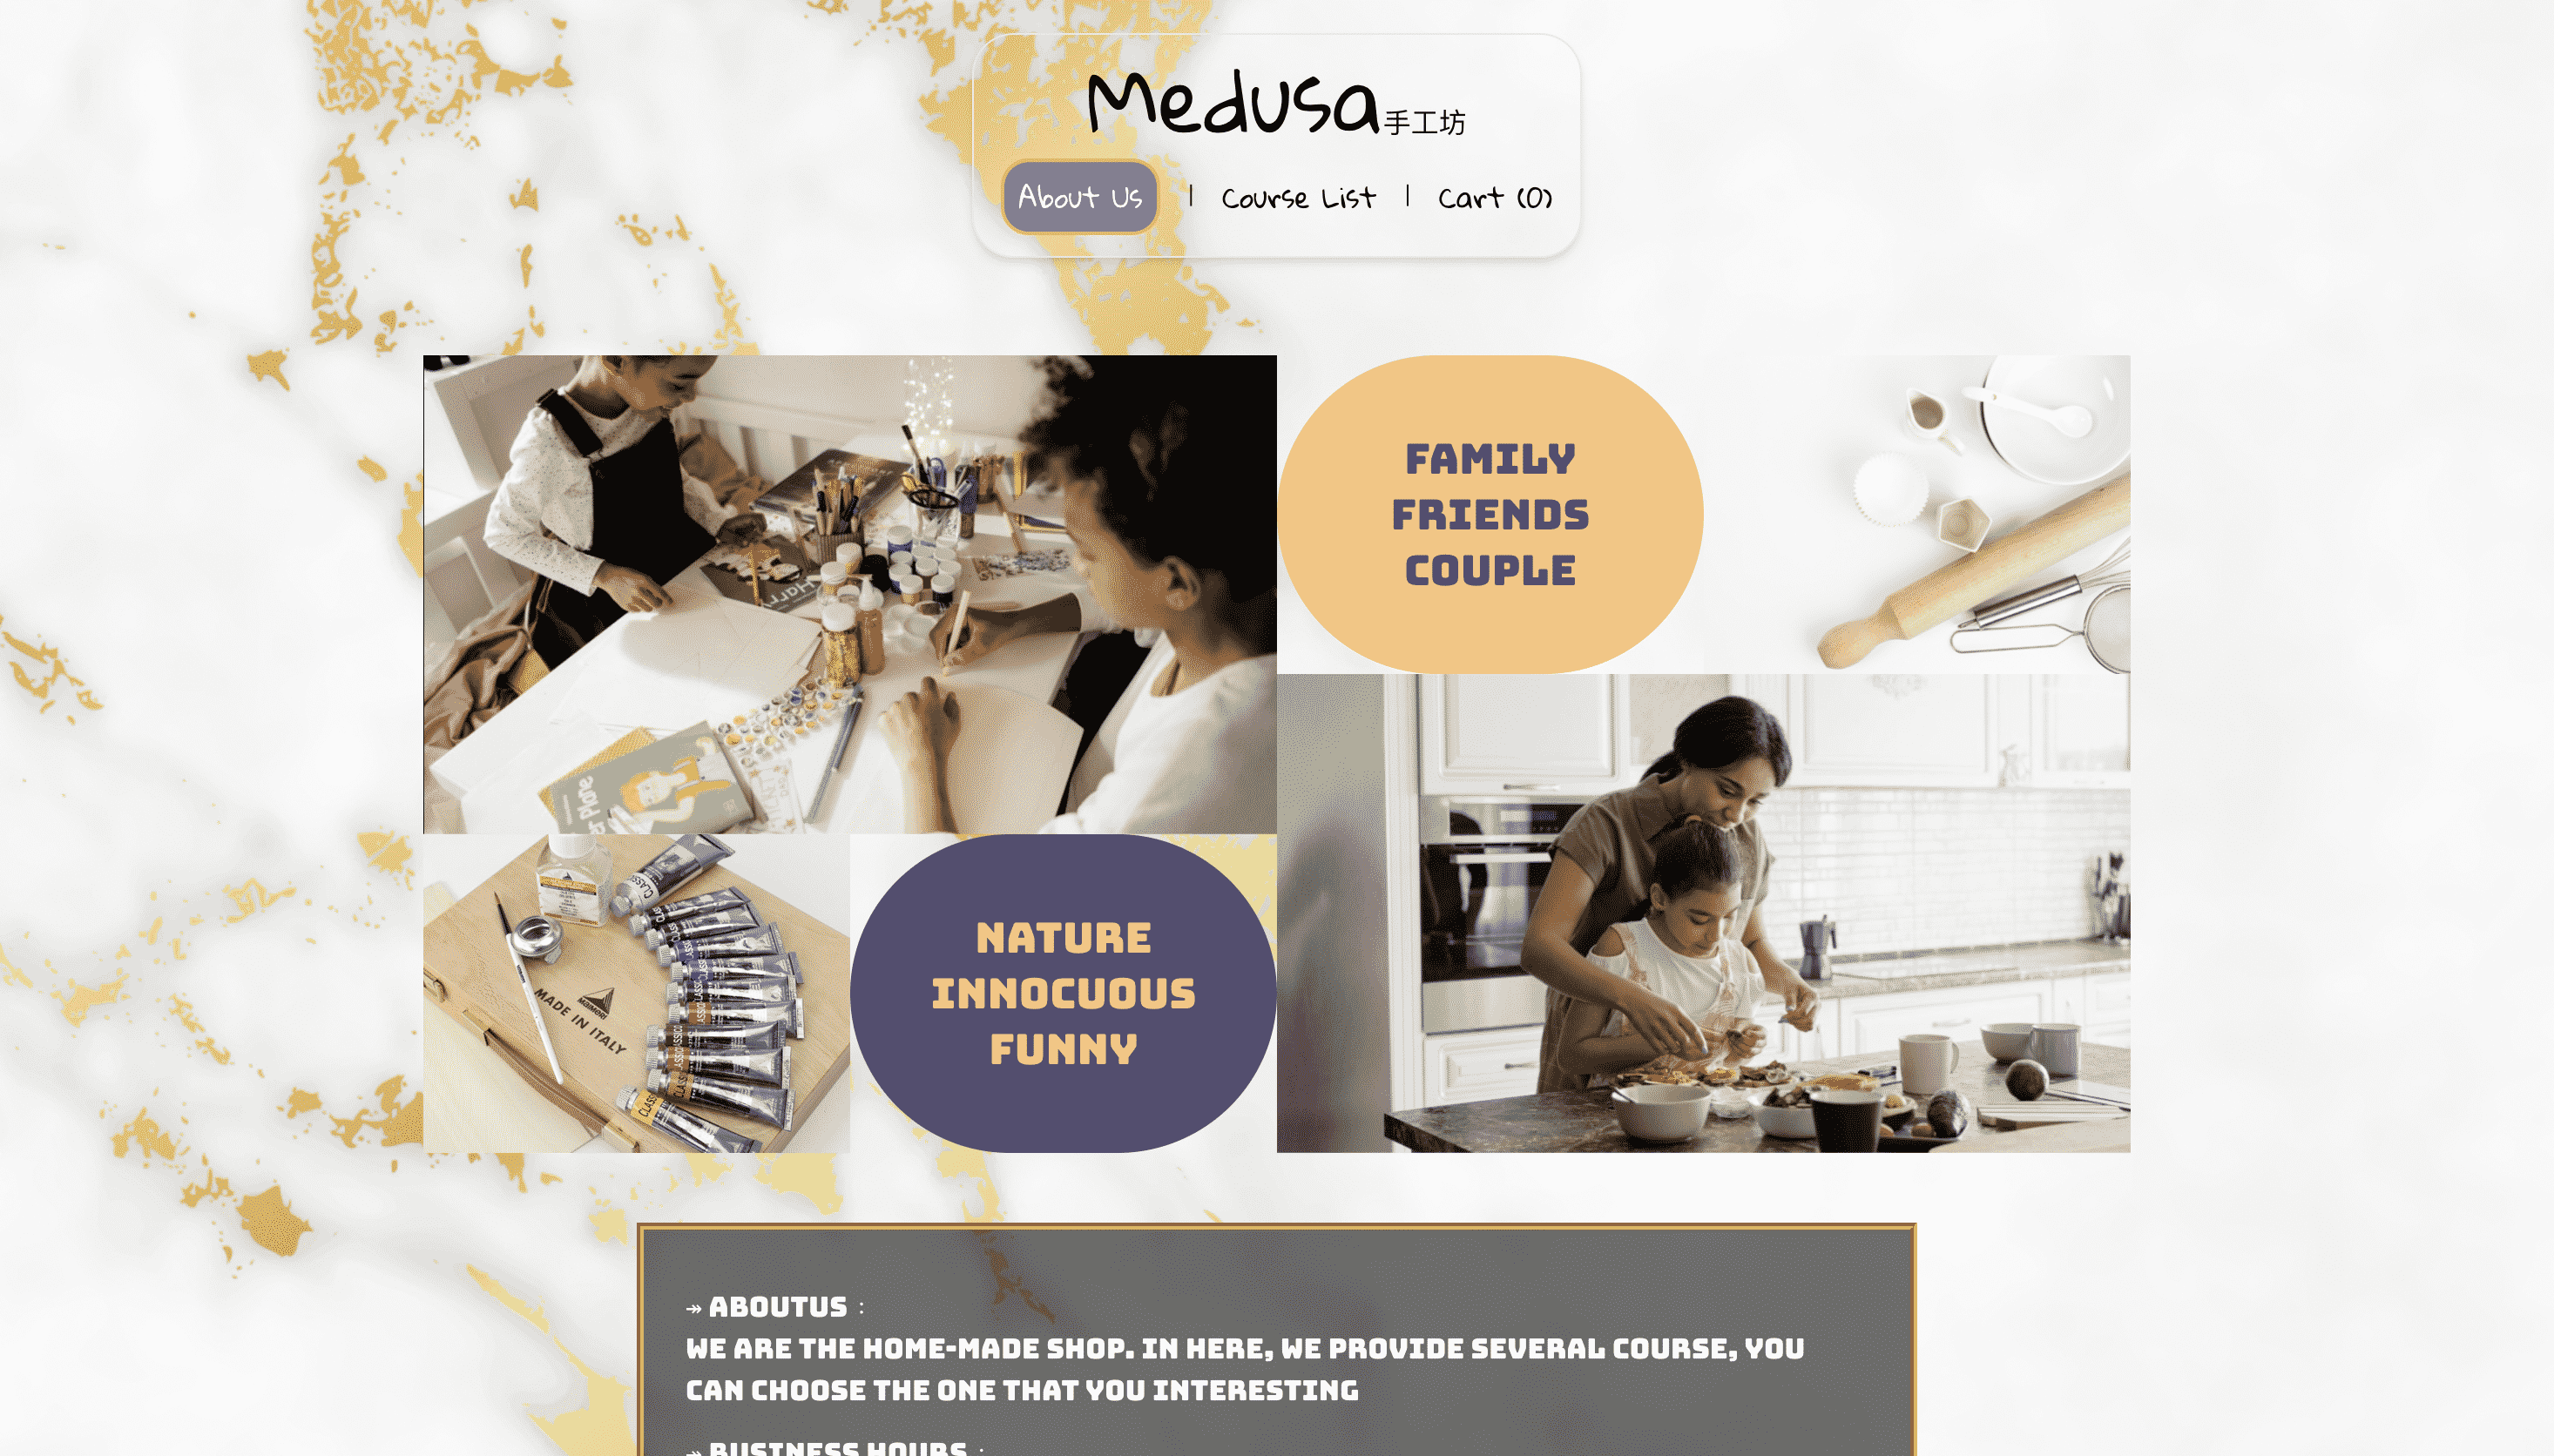 Medusa手工坊
About Us | Course List | Cart (0)
FAMILY
FRIENDS
COUPLE
MADE IN ITALY
NATURE
INNOCUOUS
FUNNY
↠ ABOUTUS：
WE ARE THE HOME-MADE SHOP. IN HERE, WE PROVIDE SEVERAL COURSE, YOU
CAN CHOOSE THE ONE THAT YOU INTERESTING
↠ BUSINESS HOURS：